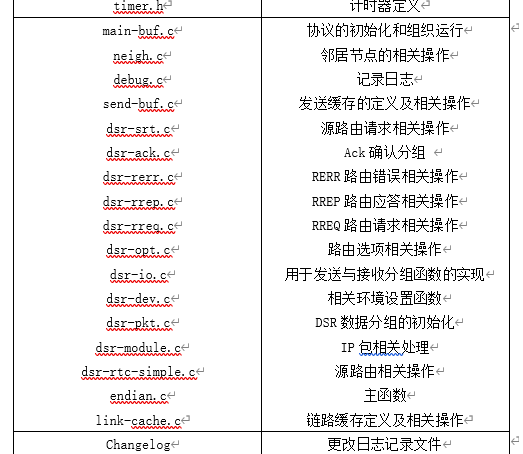 timer.h 计时器定义
main-buf.c 协议的初始化和组织运行
neigh.c 邻居节点的相关操作
debug.c 记录日志
send-buf.c 发送缓存的定义及相关操作
dsr-srt.c 源路由请求相关操作
dsr-ack.c Ack 确认分组
dsr-rerr.c RERR 路由错误相关操作
dsr-rrep.c RREP 路由应答相关操作
dsr-rreq.c RREQ 路由请求相关操作
dsr-opt.c 路由选项相关操作
dsr-io.c 用于发送与接收分组函数的实现
dsr-dev.c 相关环境设置函数
dsr-pkt.c DSR 数据分组的初始化
dsr-module.c IP 包相关处理
dsr-rtc-simple.c 源路由相关操作
endian.c 主函数
link-cache.c 链路缓存定义及相关操作
Changelog 更改日志记录文件